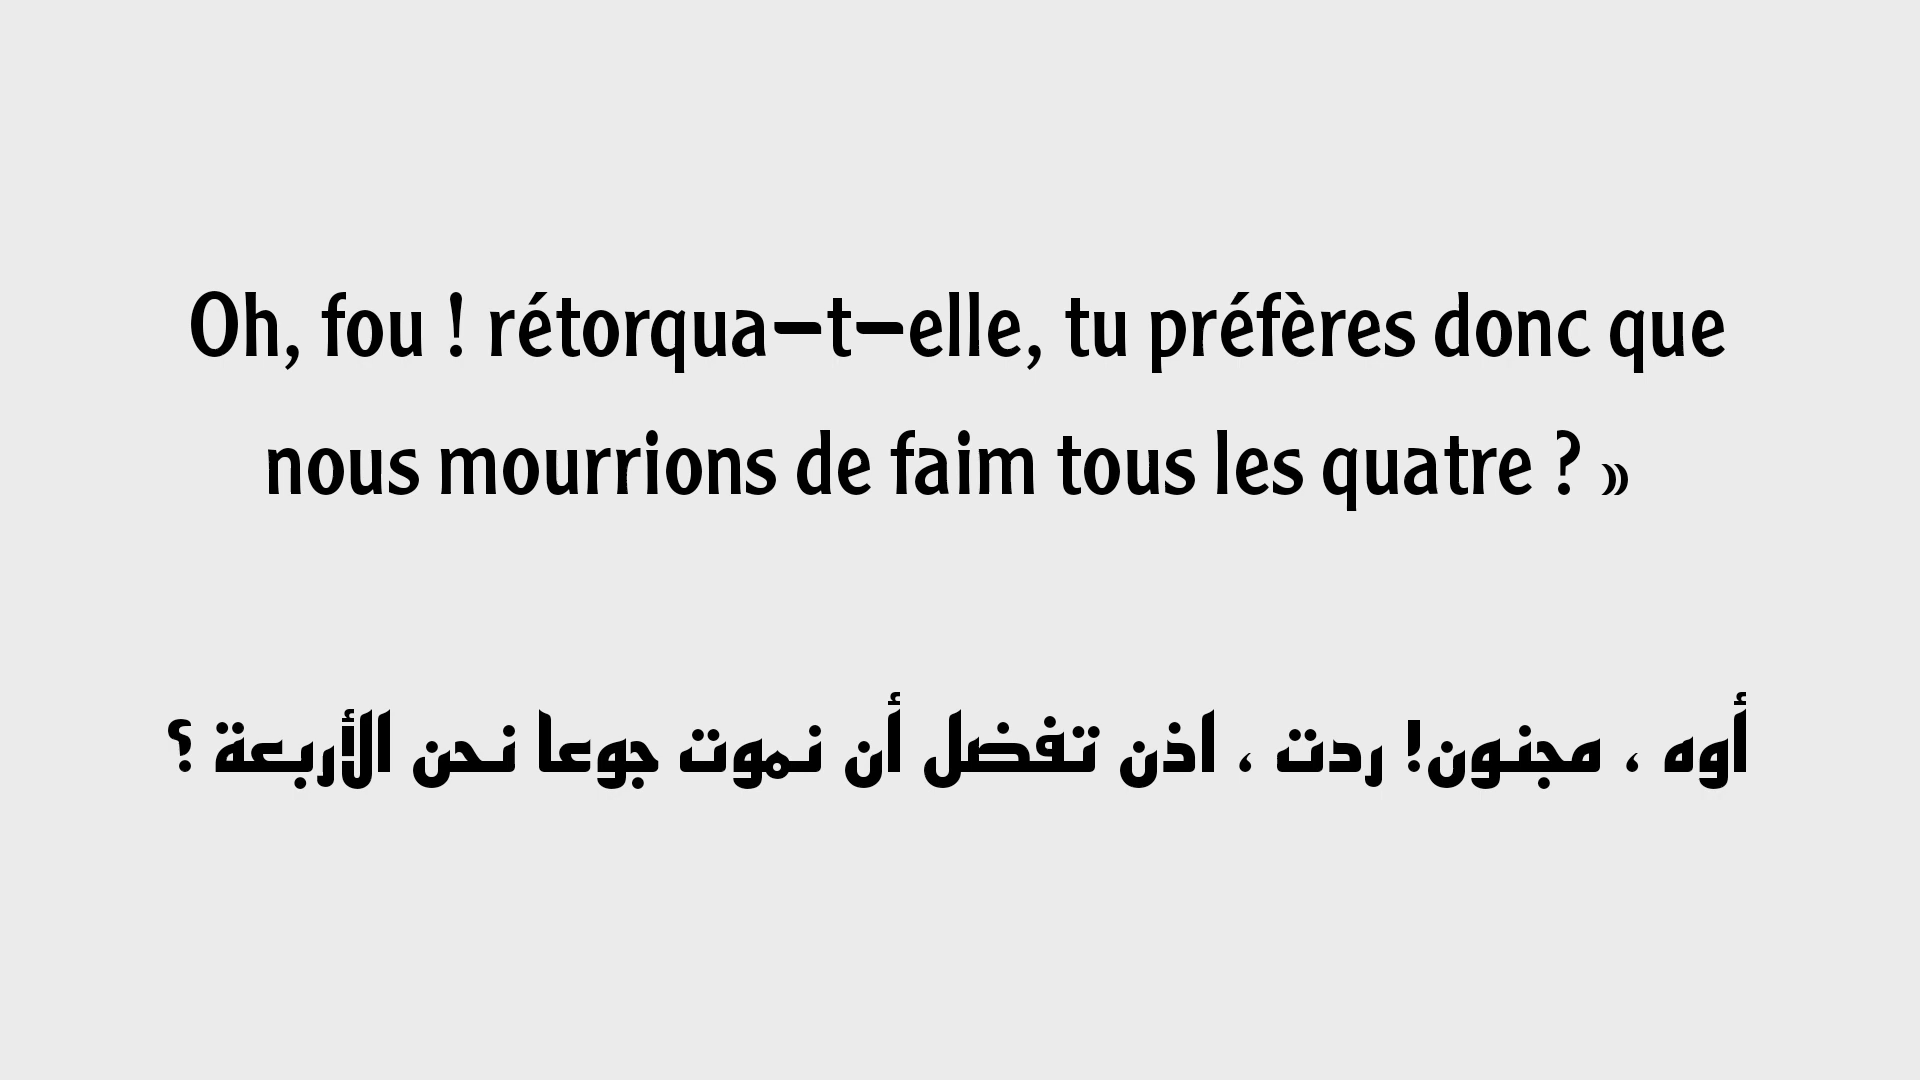 Oh, fou ! rétorqua-t-elle, tu préfères donc que
nous mourrions de faim tous les quatre ? »
أوه ، مجنون! ردت ، اذن تفضل أن نموت جوعا نحن الأربعة ؟